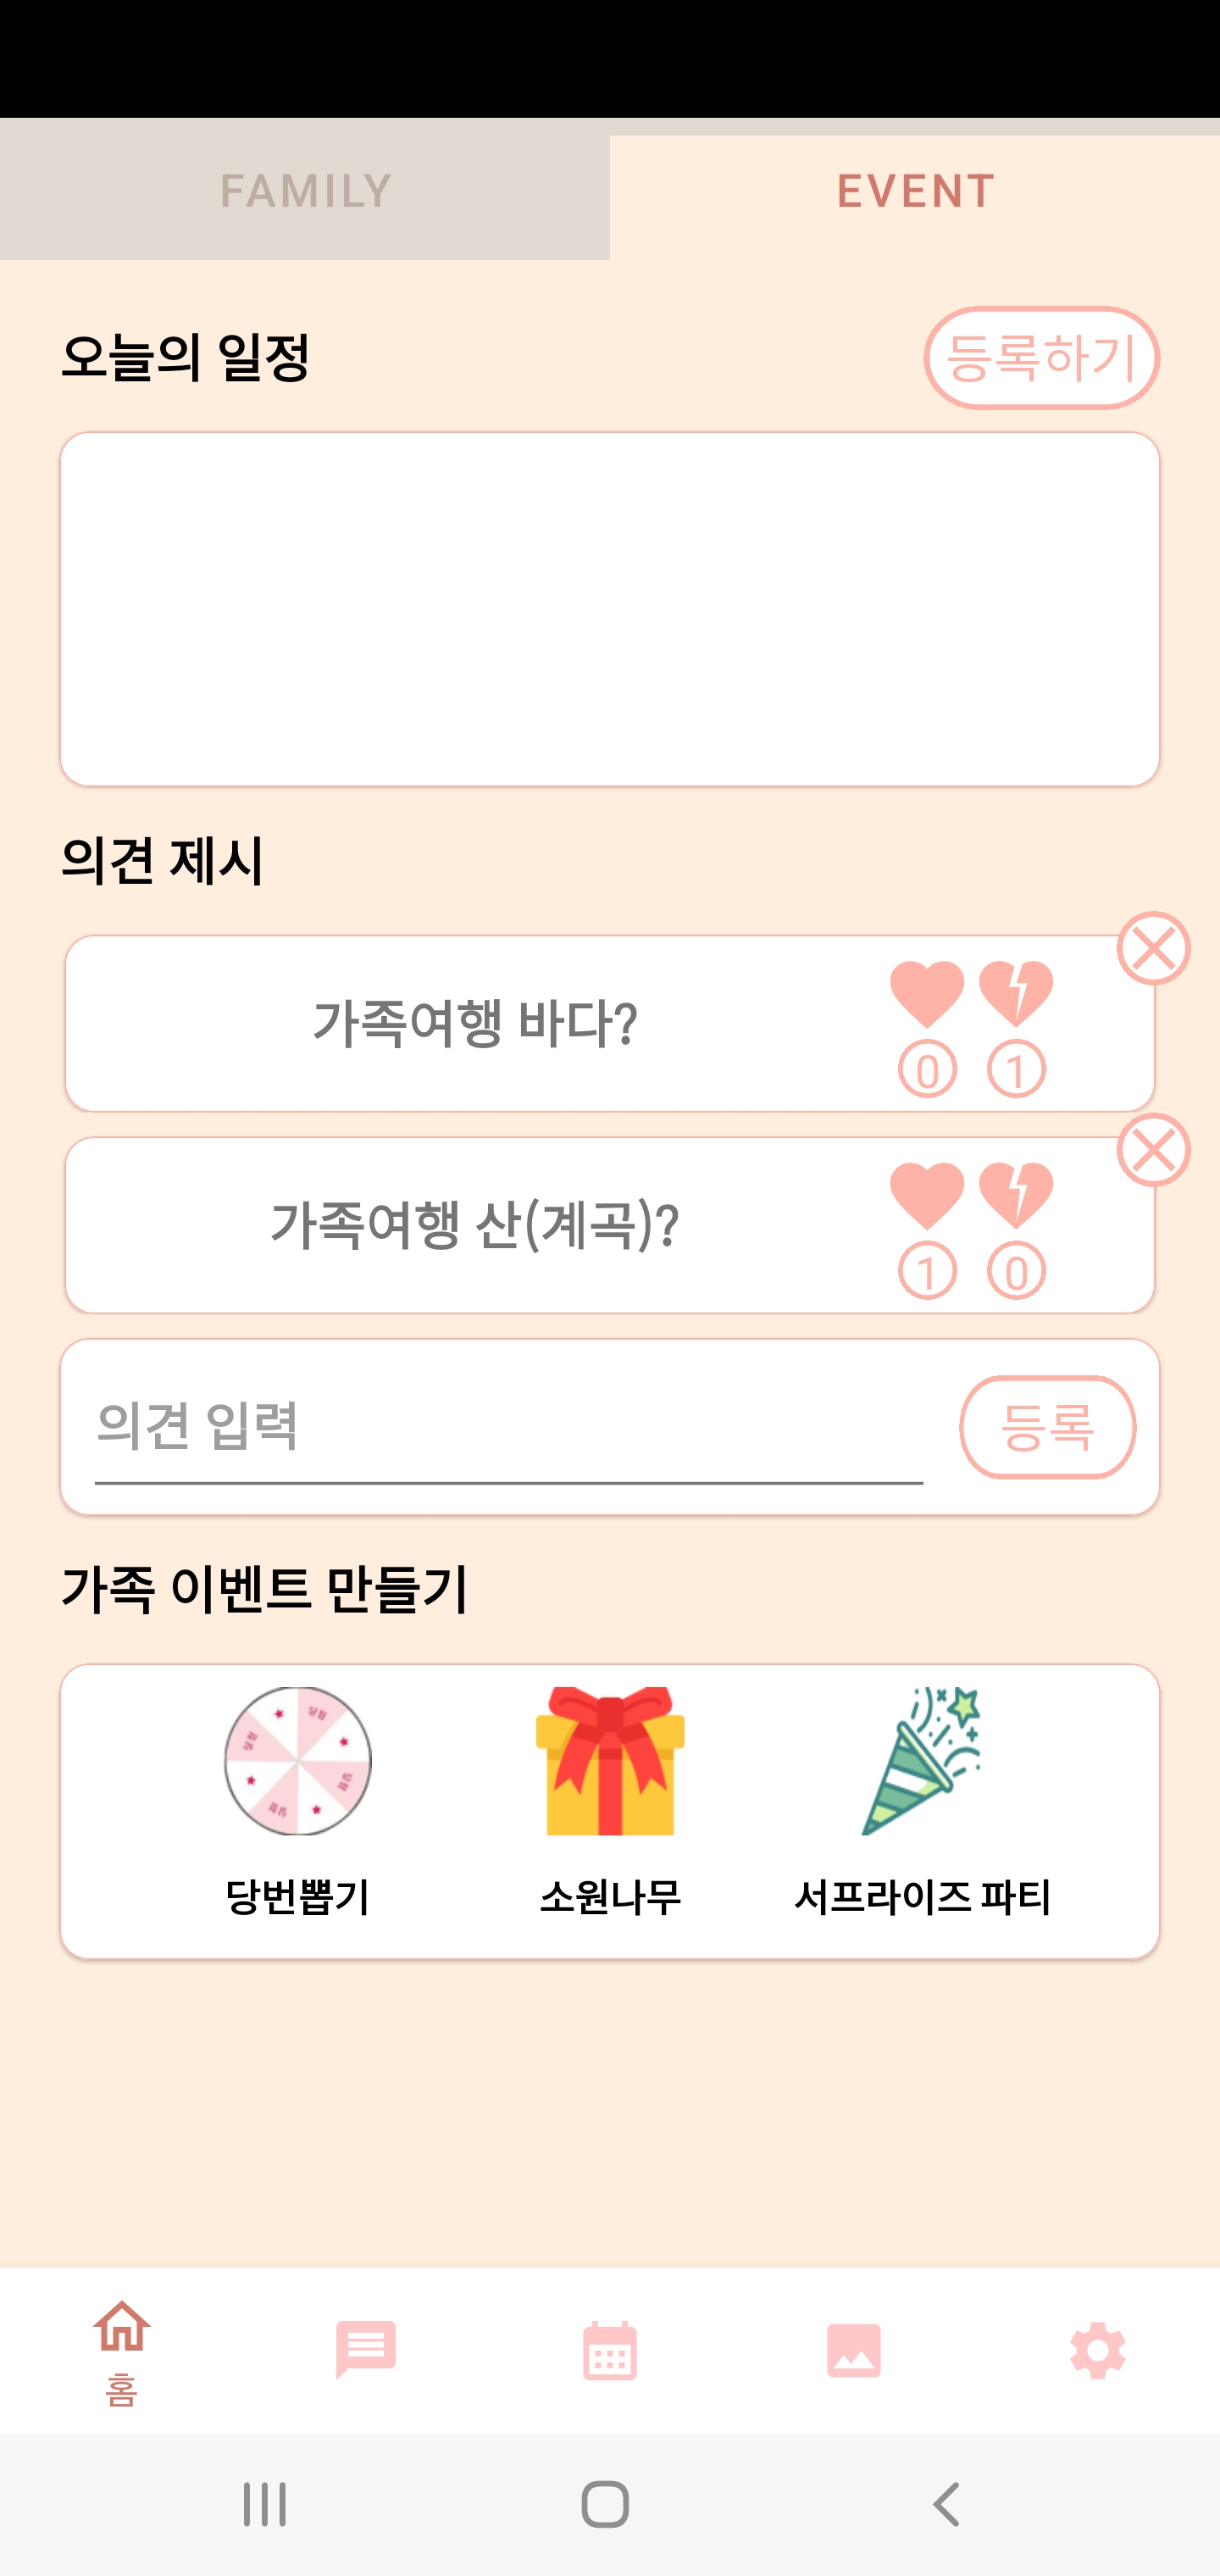 FAMILY
EVENT
오늘의 일정
등록하기
의견 제시
가족여행 바다?
0
1
가족여행 산(계곡)?
1
0
의견 입력
등록
가족 이벤트 만들기
당번뽑기
소원나무
서프라이즈 파티
홈